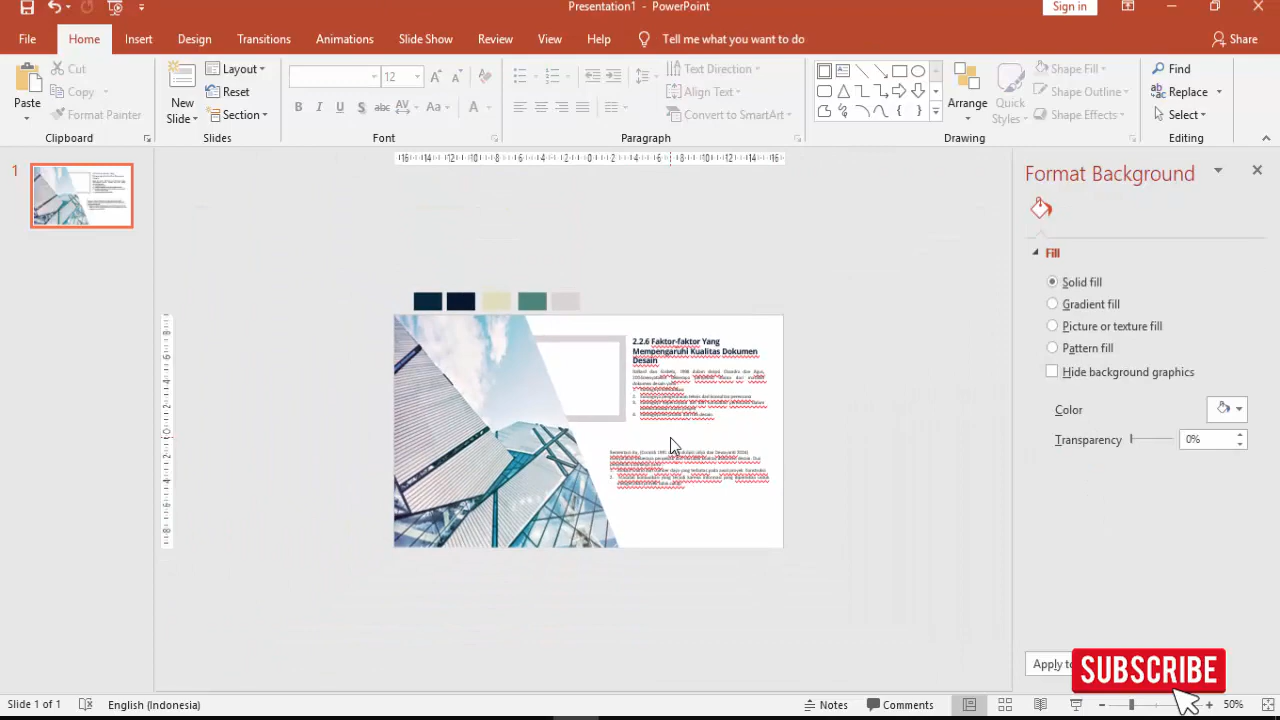 Presentation1 - PowerPoint
Sign in
File Home Insert Design Transitions Animations Slide Show Review View Help Tell me what you want to do Share
Cut
Copy
Format Painter
Paste
Clipboard
New
Slide
Layout
Reset
Section
Slides
12
Font
Text Direction
Align Text
Convert to SmartArt
Paragraph
Arrange
Quick
Styles
Shape Fill
Shape Outline
Shape Effects
Drawing
Find
Replace
Select
Editing
1
Format Background
Fill
Solid fill
Gradient fill
Picture or texture fill
Pattern fill
Hide background graphics
Color
Transparency 0%
2.2.6 Faktor-faktor Yang
Mempengaruhi Kualitas Dokumen
Desain
Apply to
SUBSCRIBE
Slide 1 of 1
English (Indonesia)
Notes
Comments
50%